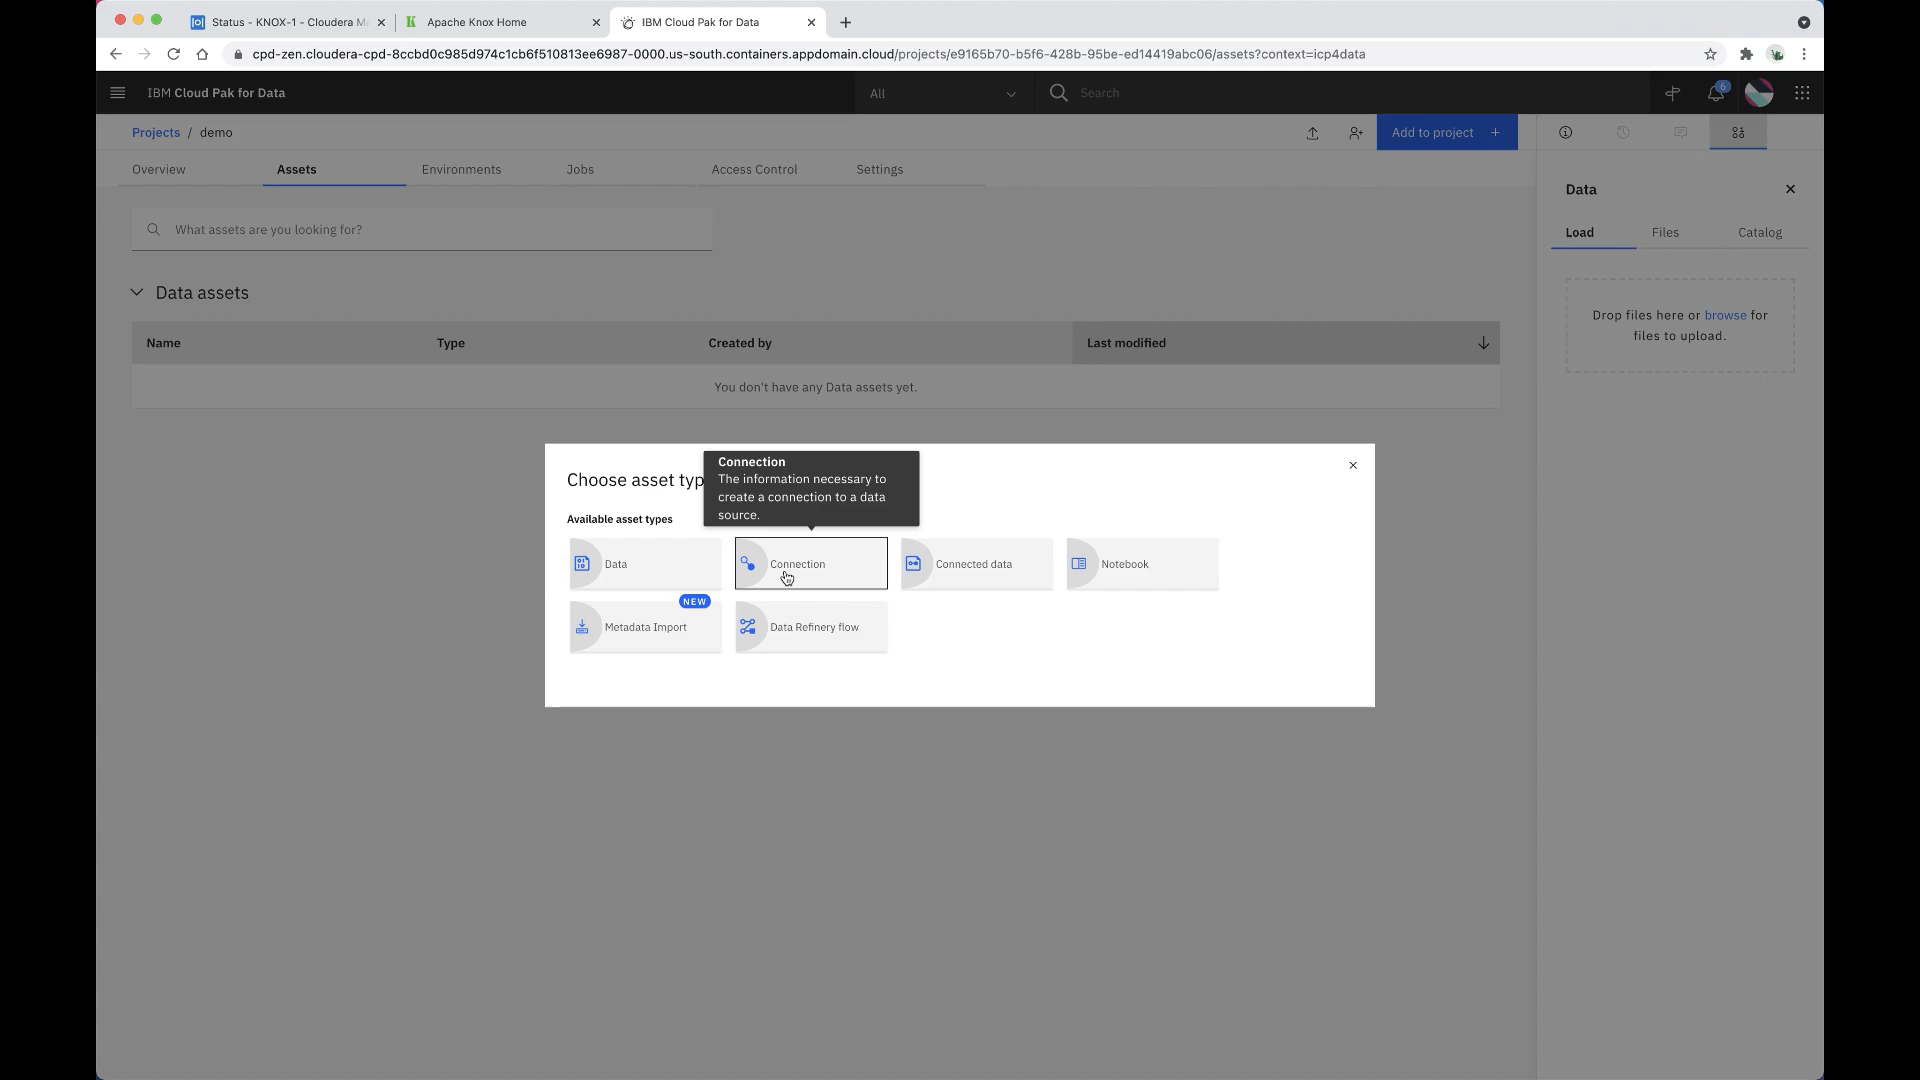 Status - KNOX-1 - Cloudera Ma
Apache Knox Home
IBM Cloud Pak for Data
cpd-zen.cloudera-cpd-8ccbd0c985d974c1cb6f510813ee6987-0000.us-south.containers.appdomain.cloud/projects/e9165b70-b5f6-428b-95be-ed14419abc06/assets?context=icp4data
IBM Cloud Pak for Data
All
Search
6
Projects / demo
Add to project +
Overview
Assets
Environments
Jobs
Access Control
Settings
Data
What assets are you looking for?
Load
Files
Catalog
Data assets
Drop files here or browse for
files to upload.
Name
Type
Created by
Last modified
You don't have any Data assets yet.
Choose asset typ
Connection
The information necessary to
create a connection to a data
source.
Available asset types
Data
Connection
Connected data
Notebook
NEW
Metadata Import
Data Refinery flow